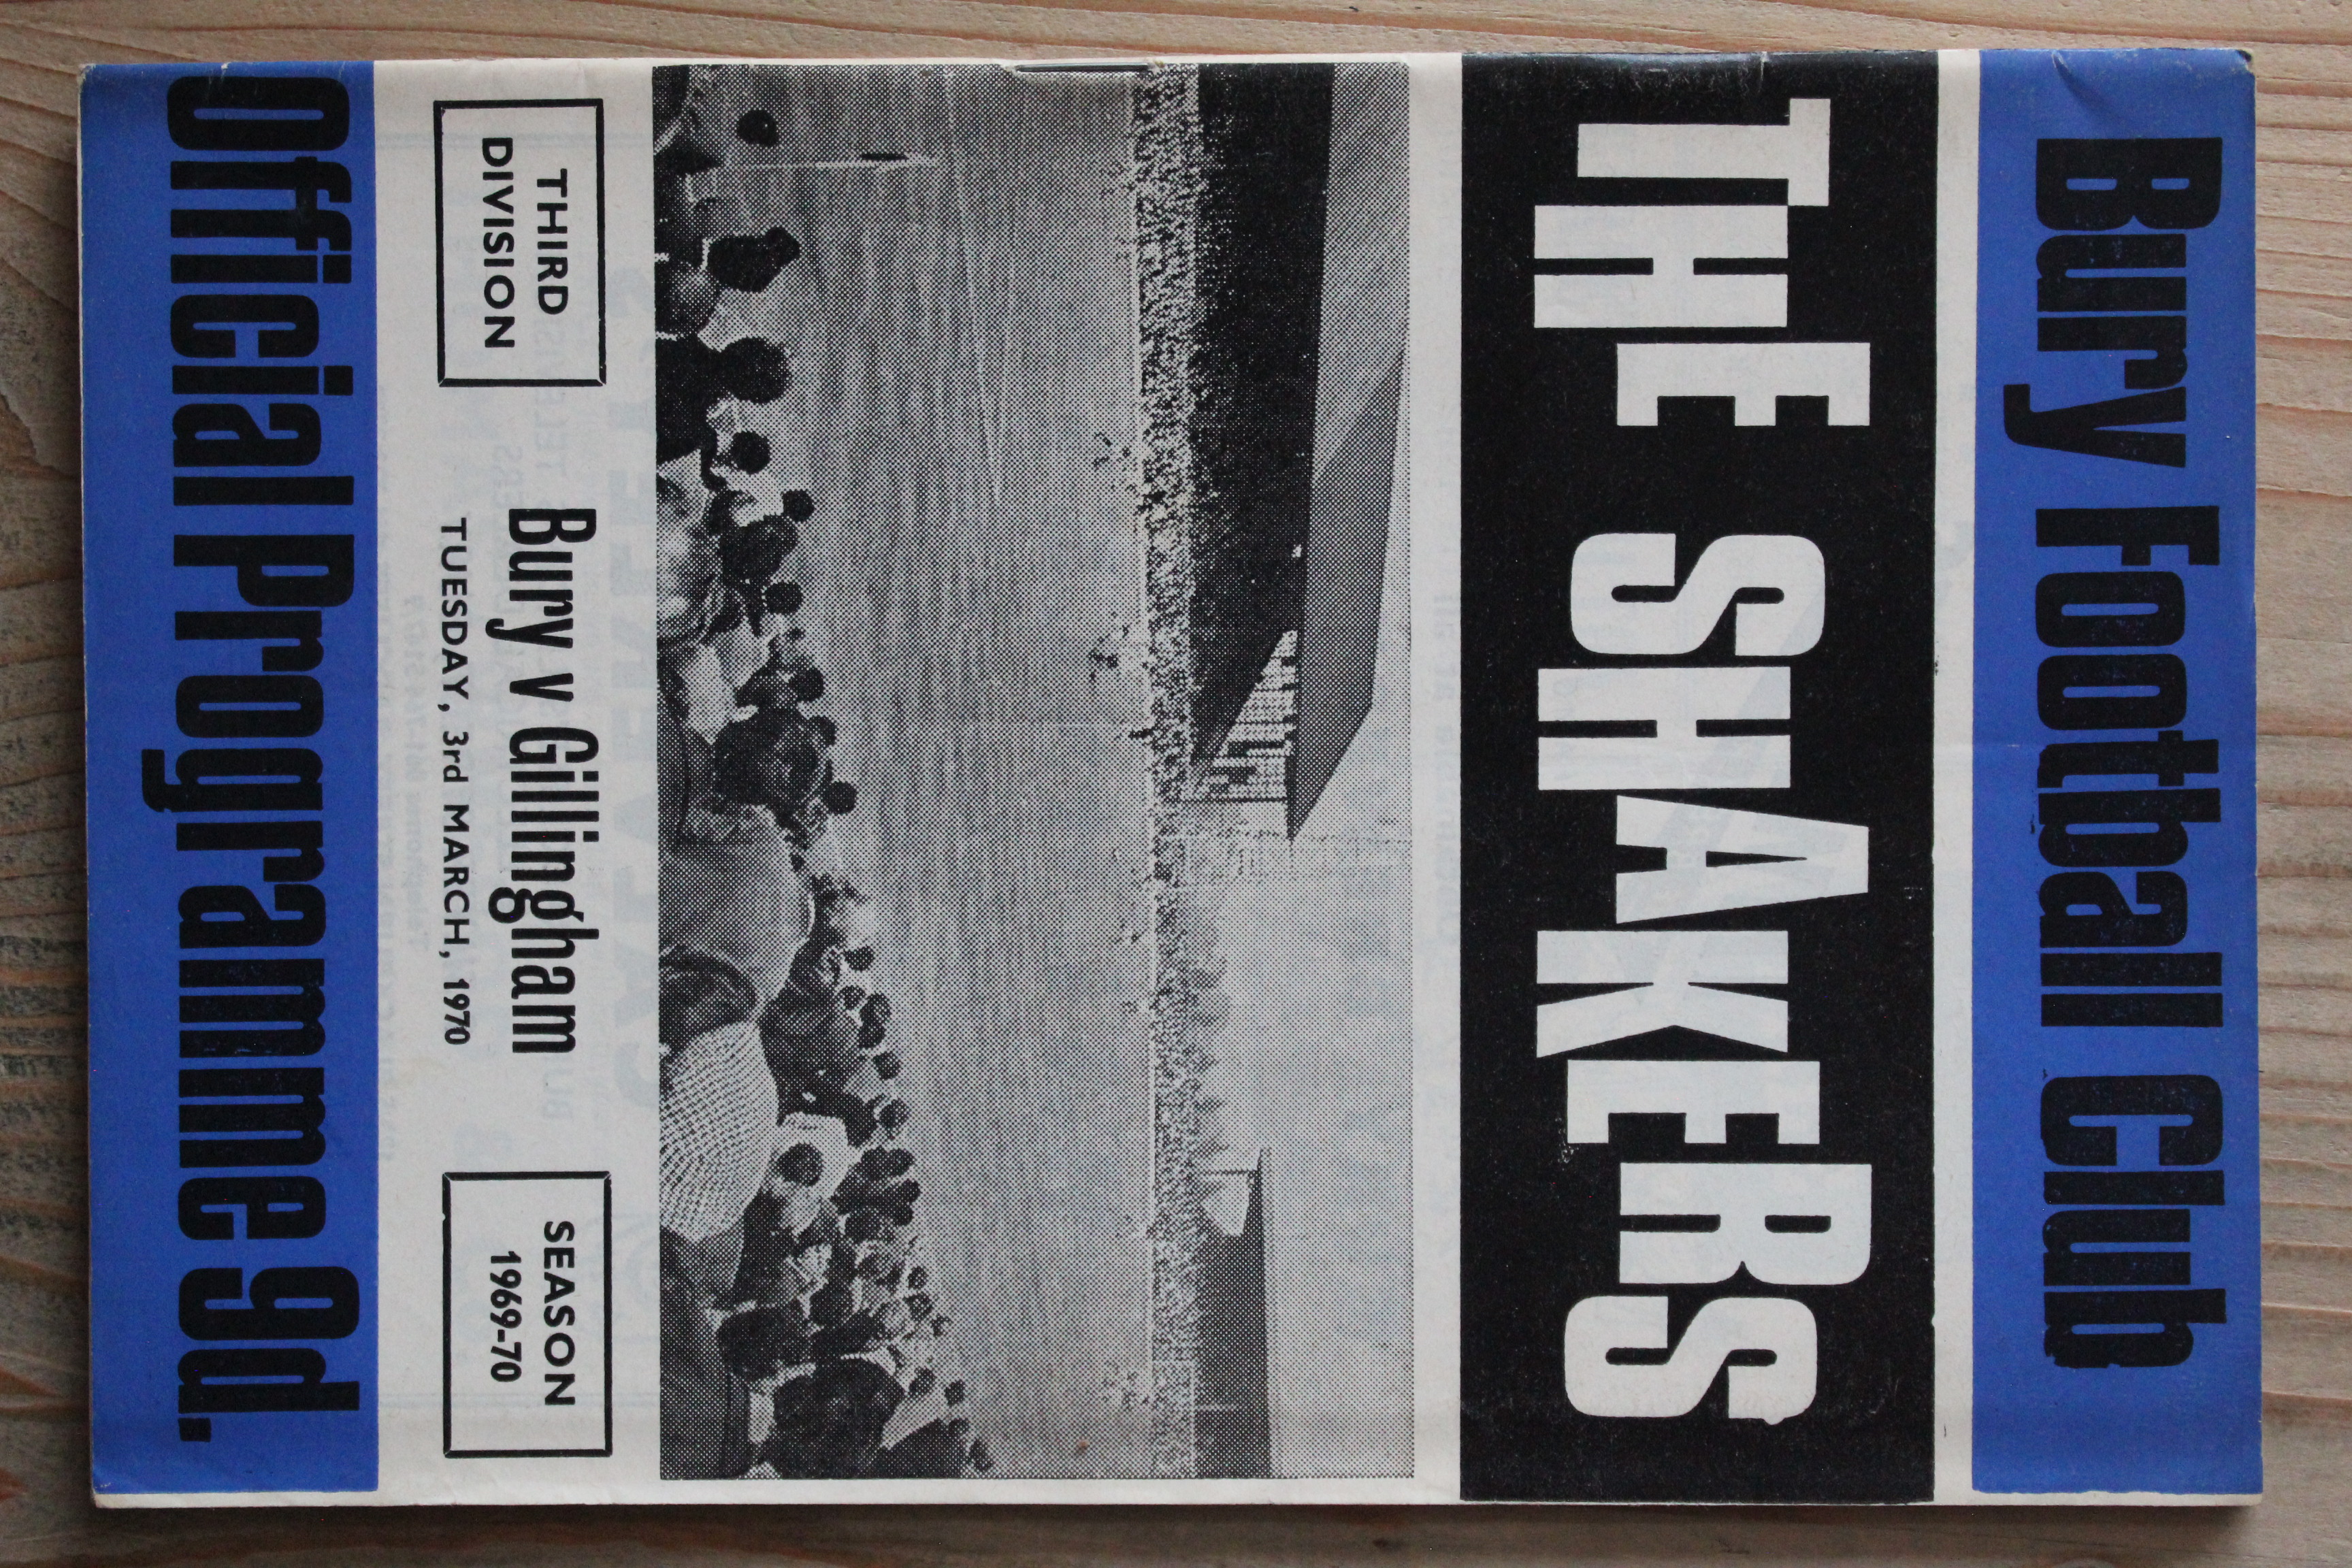 Bury Football Club
THE SHAKERS
THIRD
DIVISION
Bury v Gillingham
TUESDAY, 3rd MARCH, 1970
SEASON
1969-70
Official Programme 9d.